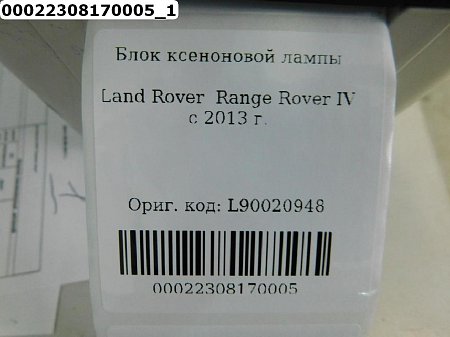 00022308170005_1
Блок ксеноновой лампы
Land Rover Range Rover IV
с 2013 г.
Ориг. код: L90020948
00022308170005